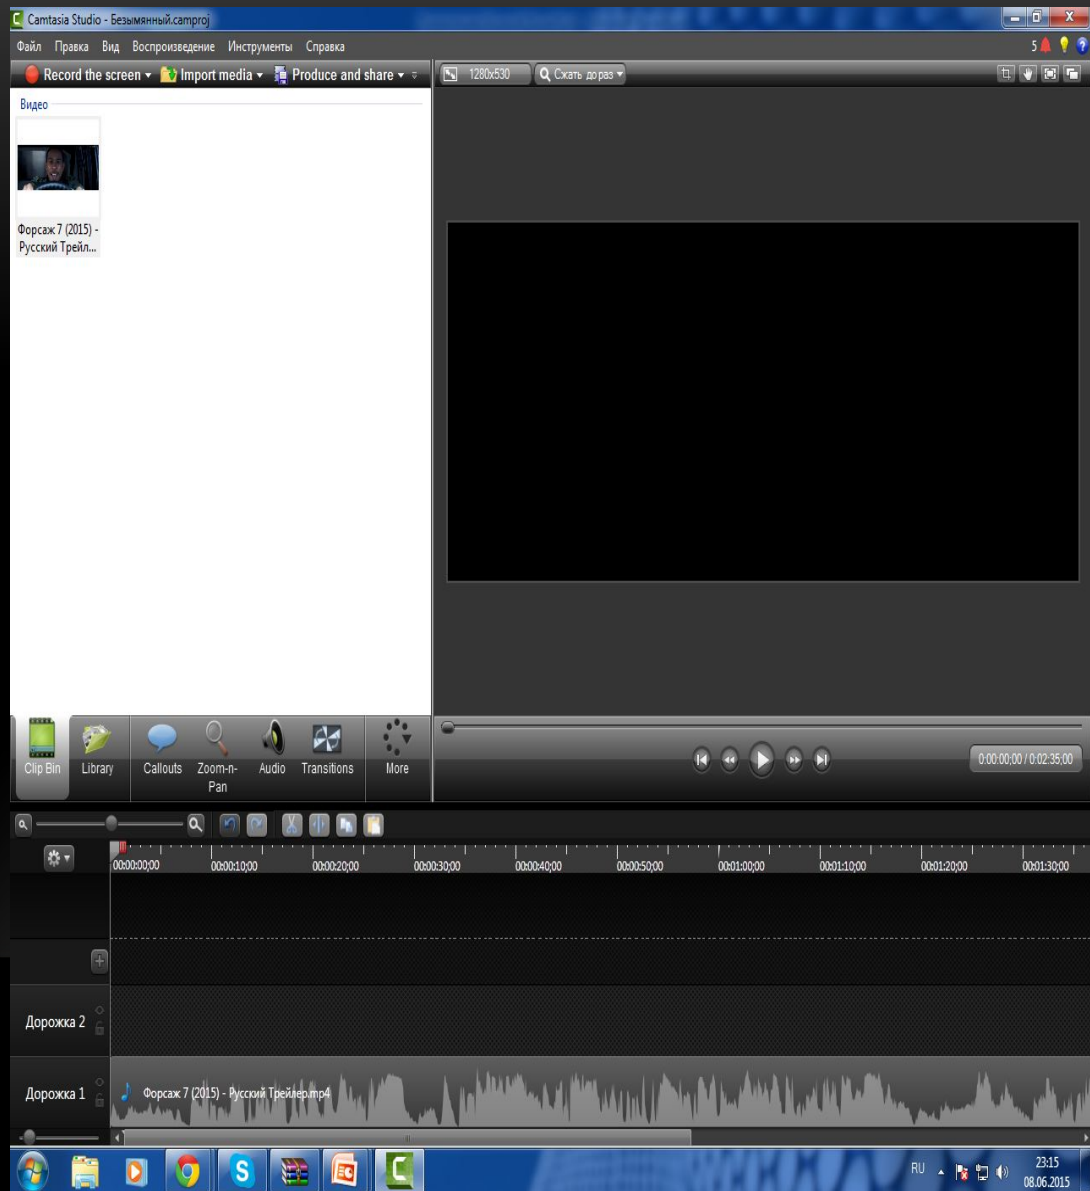 Camtasia Studio - Безымянный.camproj
Файл Правка Вид Воспроизведение Инструменты Справка
5
Record the screen Import media Produce and share
1280x530 Сжать до раз
Видео
Форсаж 7 (2015) -
Русский Трейл...
Clip Bin Library Callouts Zoom-n-
Pan Audio Transitions More
0:00:00;00 / 0:02:35;00
00:00:00;00 00:00:10;00 00:00:20;00 00:00:30;00 00:00:40;00 00:00:50;00 00:01:00;00 00:01:10;00 00:01:20;00 00:01:30;00
Дорожка 2
Дорожка 1 Форсаж 7 (2015) - Русский Трейлер.mp4
RU 23:15
08.06.2015